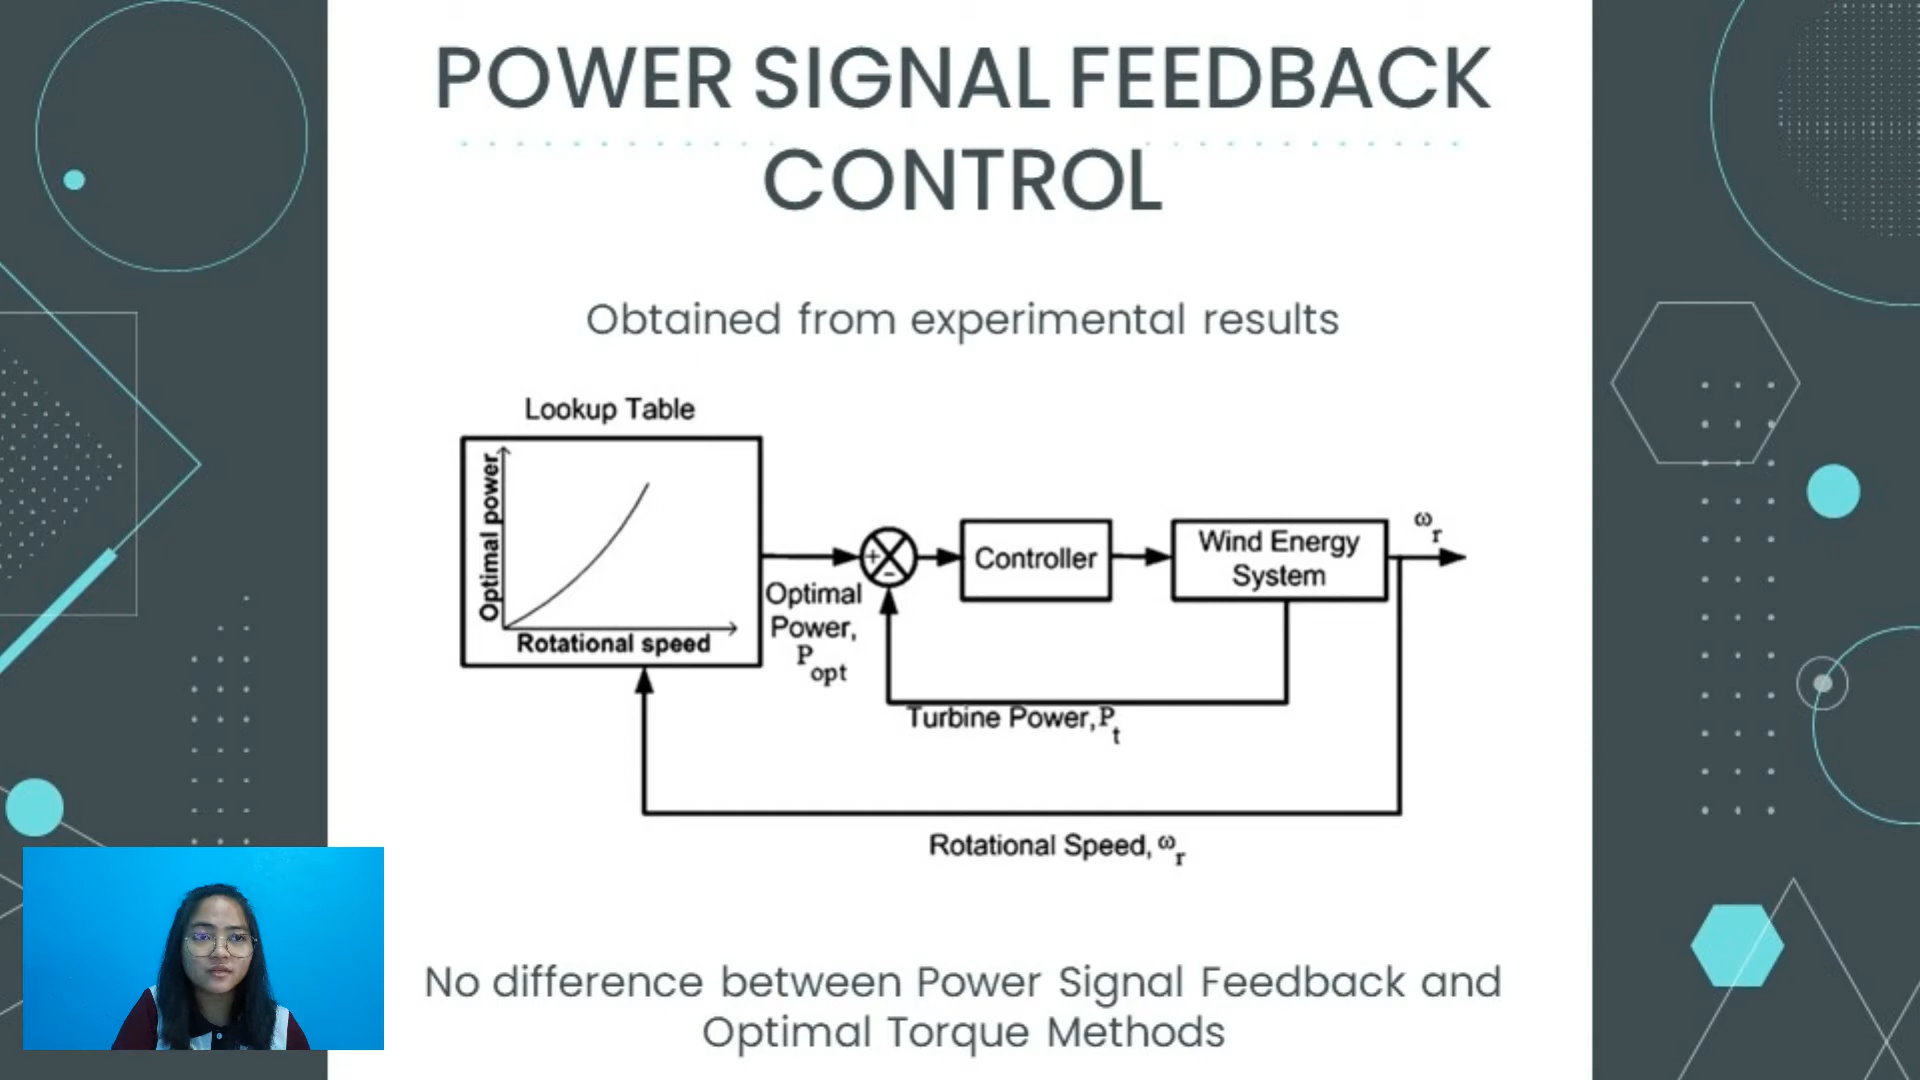 POWER SIGNAL FEEDBACK
CONTROL
Obtained from experimental results
Lookup Table
Optimal power
Rotational speed
Optimal
Power,
P opt
+
-
Controller
Wind Energy
System
ωr
Turbine Power, Pt
Rotational Speed, ωr
No difference between Power Signal Feedback and
Optimal Torque Methods